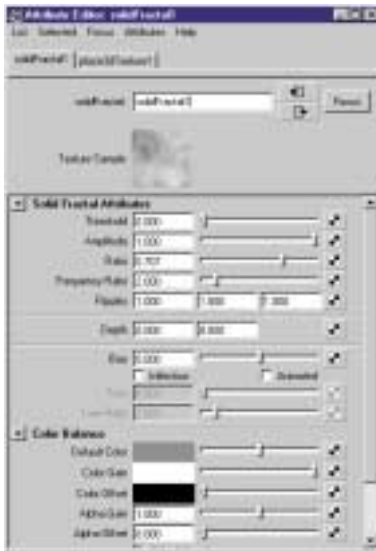 Attribute Editor: solidFractal1
List Selected Focus Attributes Help
solidFractal1 place3dTexture1
solidFractal: solidFractal1
Focus
Texture Sample
Solid Fractal Attributes
Threshold 0.000
Amplitude 1.000
Ratio 0.707
Frequency Ratio 2.000
Ripples 1.000 1.000 1.000
Depth 0.000 8.000
Bias 0.000
Inflection Animated
Time
Time Ratio
Color Balance
Default Color
Color Gain
Color Offset
Alpha Gain 1.000
Alpha Offset 0.000